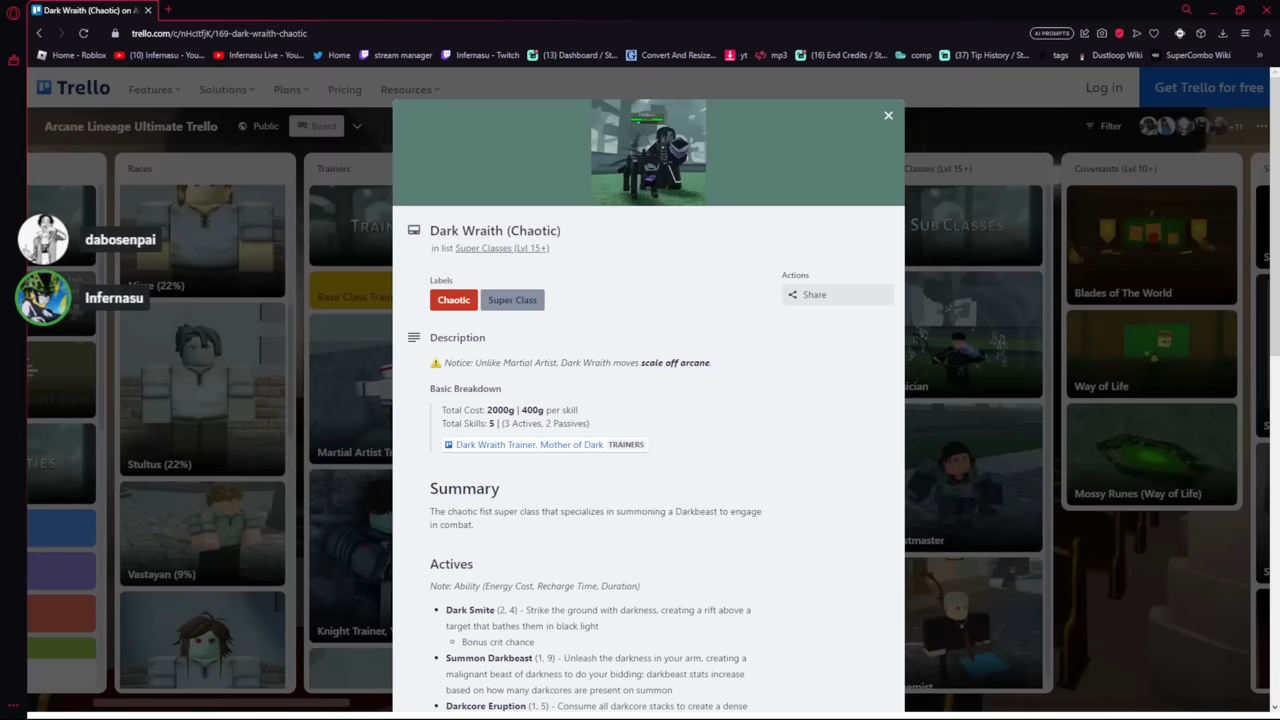 Dark Wraith (Chaotic) on A
trello.com/c/nHcItfjK/169-dark-wraith-chaotic
AI PROMPTS
Home - Roblox
(10) Infernasu - You...
Infernasu Live - You...
Home
stream manager
Infernasu - Twitch
(13) Dashboard / St...
Convert And Resize...
yt
mp3
(16) End Credits / St...
comp
(37) Tip History / St...
tags
Dustloop Wiki
SuperCombo Wiki
Trello
Features
Solutions
Plans
Pricing
Resources
Log in
Get Trello for free
Arcane Lineage Ultimate Trello
Public
Board
Filter
+11
Races
Trainers
Classes (Lvl 15+)
Covenants (Lvl 10+)
TRAIN
SUB CLASSES
(22%)
Base Class Train
Stultus (22%)
Martial Artist T
Vastayan (9%)
Knight Trainer,
Blades of The World
Way of Life
Mossy Runes (Way of Life)
dabosenpai
infernasu
Dark Wraith (Chaotic)
in list Super Classes (Lvl 15+)
Labels
Chaotic
Super Class
Actions
Share
Description
⚠️ Notice: Unlike Martial Artist, Dark Wraith moves scale off arcane.
Basic Breakdown
Total Cost: 2000g | 400g per skill
Total Skills: 5 | (3 Actives, 2 Passives)
Dark Wraith Trainer, Mother of Dark TRAINERS
Summary
The chaotic fist super class that specializes in summoning a Darkbeast to engage
in combat.
Actives
Note: Ability (Energy Cost, Recharge Time, Duration)
Dark Smite (2, 4) - Strike the ground with darkness, creating a rift above a
target that bathes them in black light
Bonus crit chance
Summon Darkbeast (1, 9) - Unleash the darkness in your arm, creating a
malignant beast of darkness to do your bidding: darkbeast stats increase
based on how many darkcores are present on summon
Darkcore Eruption (1, 5) - Consume all darkcore stacks to create a dense